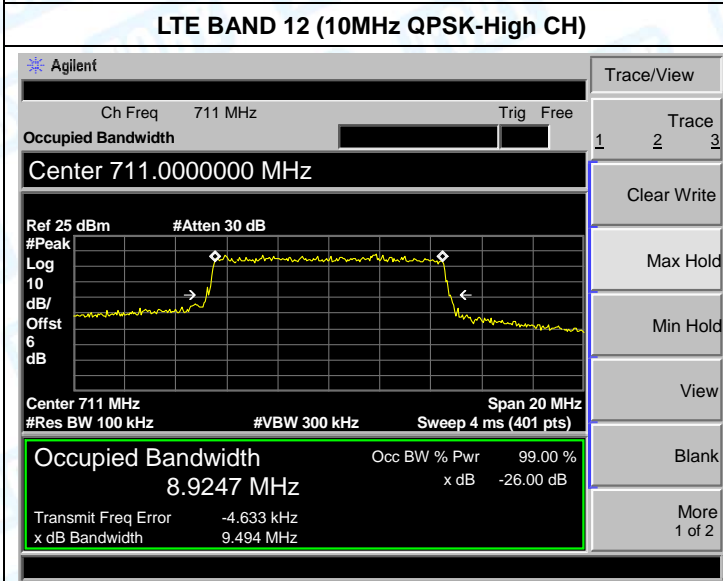 LTE BAND 12 (10MHz QPSK-High CH)
Agilent
Trace/View
Ch Freq 711 MHz Trig Free
Occupied Bandwidth
Trace
1 2 3
Center 711.0000000 MHz
Clear Write
Ref 25 dBm #Atten 30 dB
#Peak
Log
10
dB/
Offst
6
dB
Max Hold
Min Hold
Center 711 MHz Span 20 MHz
#Res BW 100 kHz #VBW 300 kHz Sweep 4 ms (401 pts)
View
Occupied Bandwidth
8.9247 MHz
Occ BW % Pwr 99.00 %
x dB -26.00 dB
Transmit Freq Error -4.633 kHz
x dB Bandwidth 9.494 MHz
Blank
More
1 of 2